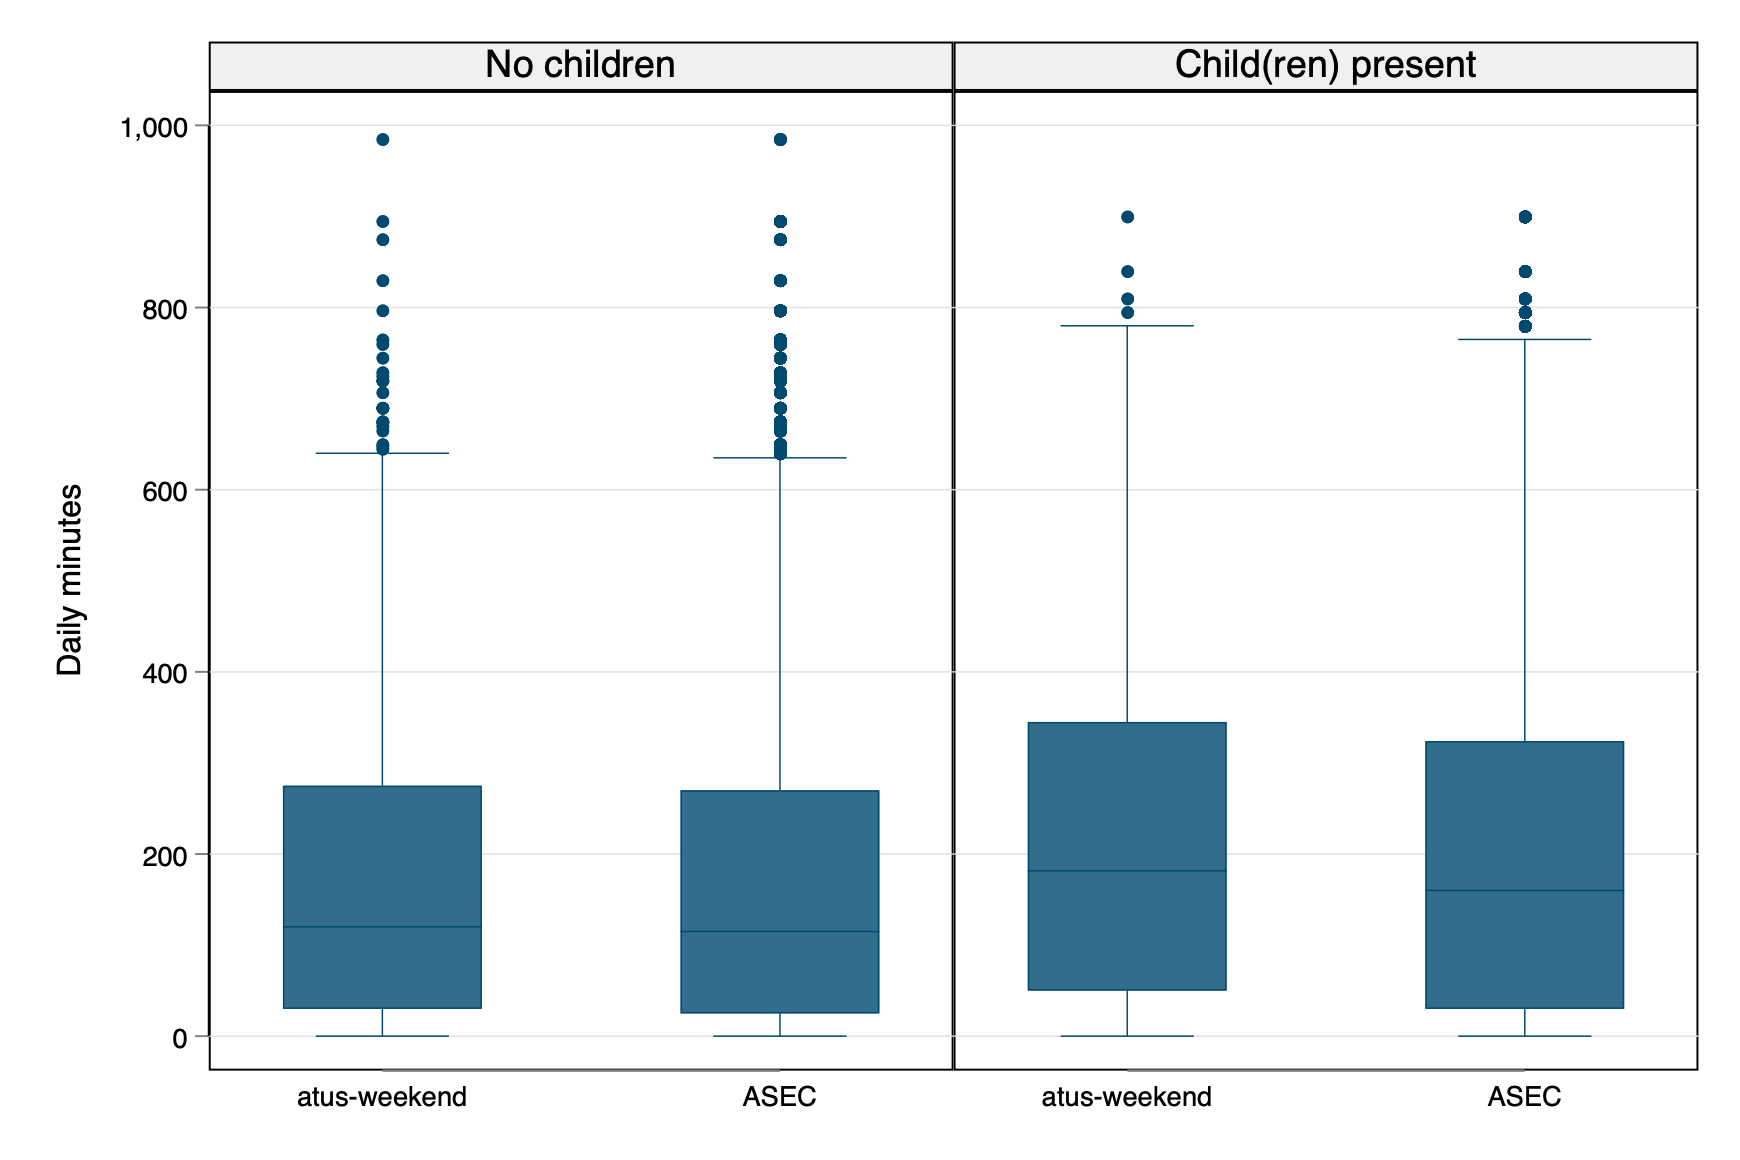 No children
Child(ren) present
Daily minutes
1,000
800
600
400
200
0
atus-weekend
ASEC
atus-weekend
ASEC